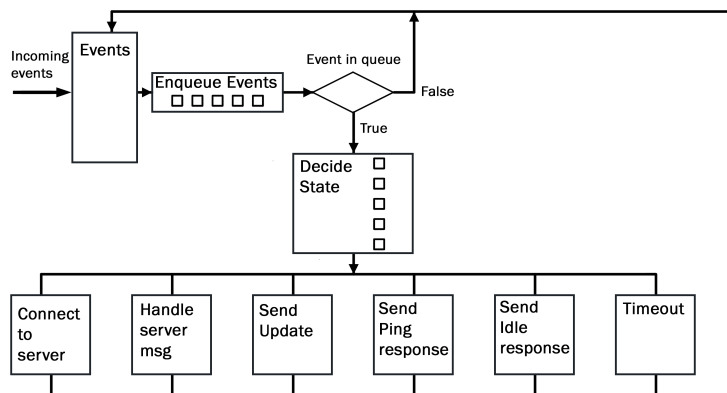 Incoming
events
Events
Enqueue Events
Event in queue
False
True
Decide
State
Connect
to
server
Handle
server
msg
Send
Update
Send
Ping
response
Send
Idle
response
Timeout